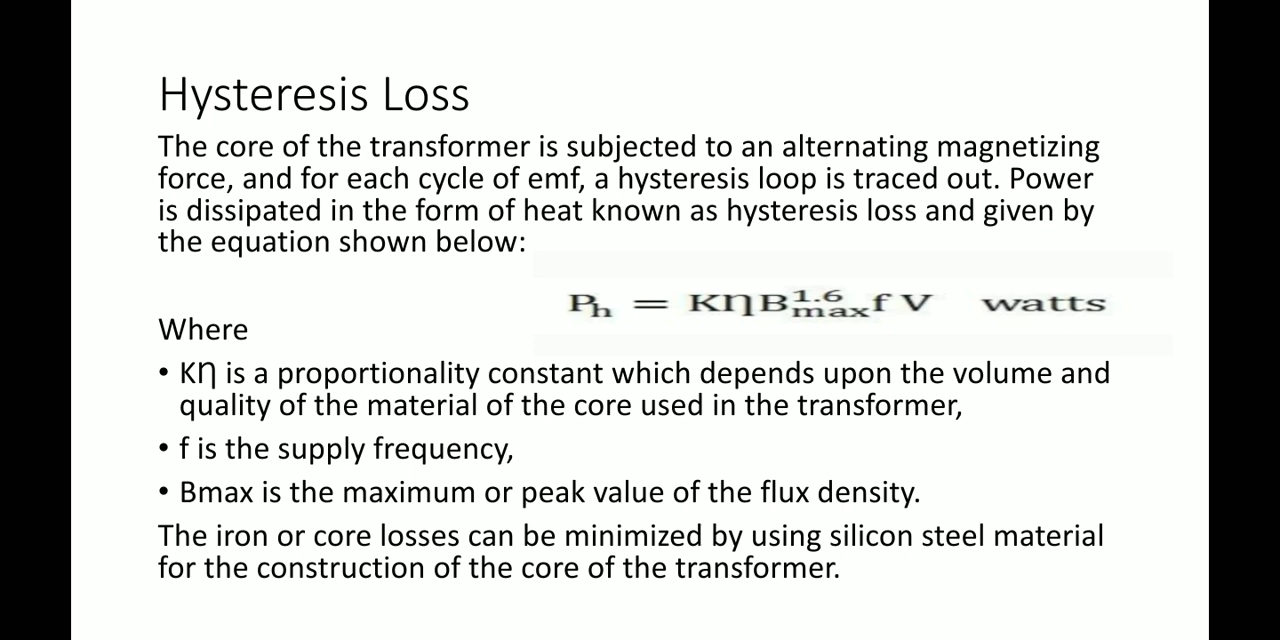 Hysteresis Loss
The core of the transformer is subjected to an alternating magnetizing
force, and for each cycle of emf, a hysteresis loop is traced out. Power
is dissipated in the form of heat known as hysteresis loss and given by
the equation shown below:
Pₕ = KȠB¹·⁶ₘₐₓ f V watts
Where
• KȠ is a proportionality constant which depends upon the volume and
quality of the material of the core used in the transformer,
• f is the supply frequency,
• Bmax is the maximum or peak value of the flux density.
The iron or core losses can be minimized by using silicon steel material
for the construction of the core of the transformer.